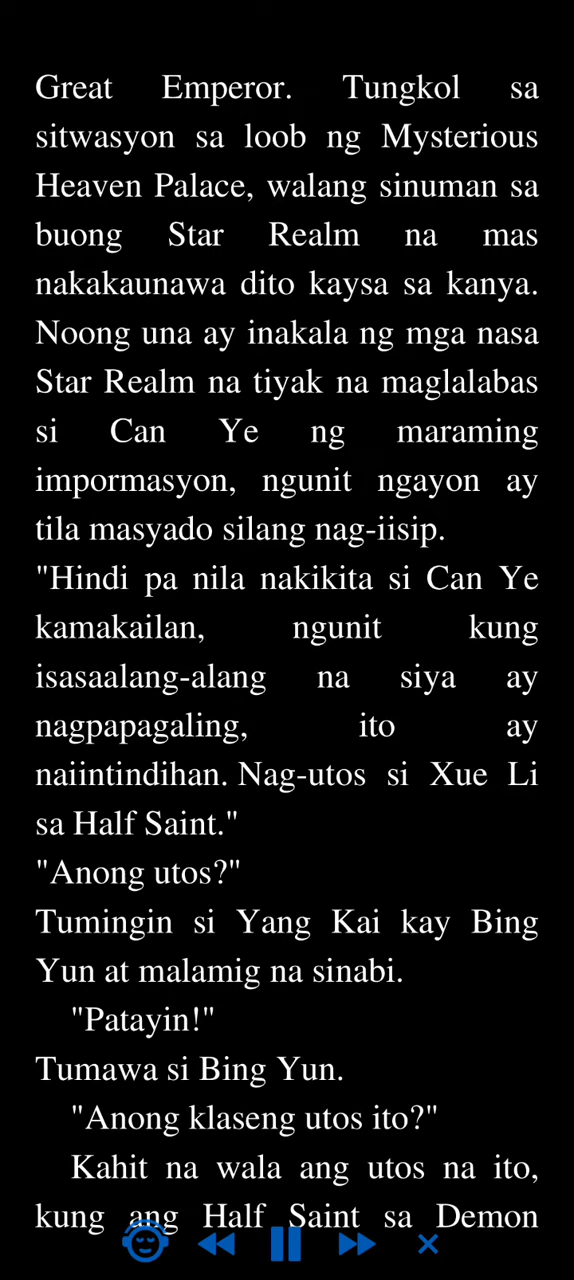 Great Emperor. Tungkol sa
sitwasyon sa loob ng Mysterious
Heaven Palace, walang sinuman sa
buong Star Realm na mas
nakakaunawa dito kaysa sa kanya.
Noong una ay inakala ng mga nasa
Star Realm na tiyak na maglalabas
si Can Ye ng maraming
impormasyon, ngunit ngayon ay
tila masyado silang nag-iisip.
"Hindi pa nila nakikita si Can Ye
kamakailan, ngunit kung
isasaalang-alang na siya ay
nagpapagaling, ito ay
naiintindihan. Nag-utos si Xue Li
sa Half Saint."
"Anong utos?"
Tumingin si Yang Kai kay Bing
Yun at malamig na sinabi.
"Patayin!"
Tumawa si Bing Yun.
"Anong klaseng utos ito?"
Kahit na wala ang utos na ito,
kung ang Half Saint sa Demon